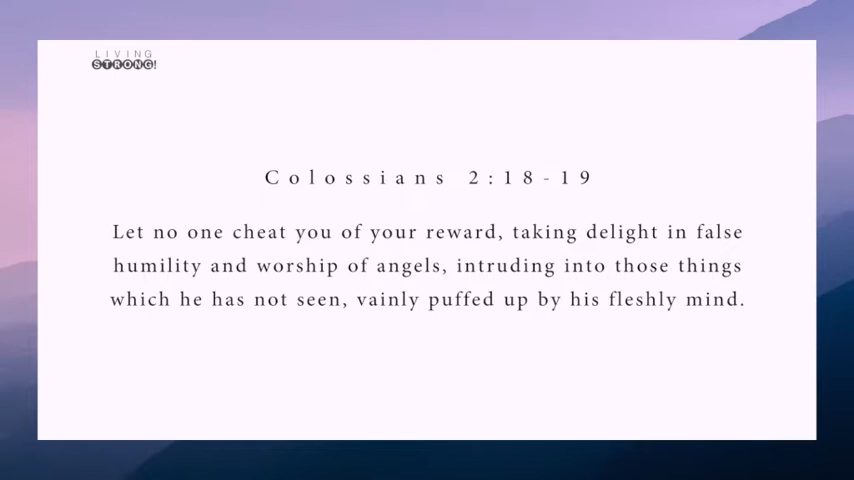 LIVING
STRONG!
Colossians 2:18-19
Let no one cheat you of your reward, taking delight in false
humility and worship of angels, intruding into those things
which he has not seen, vainly puffed up by his fleshly mind.